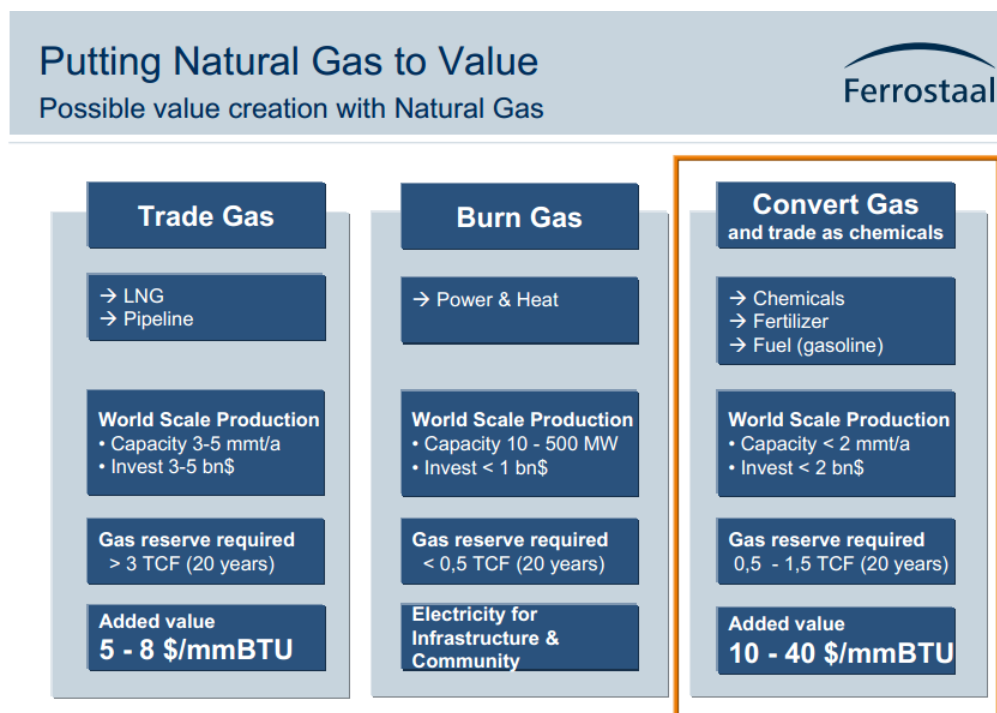 Putting Natural Gas to Value
Possible value creation with Natural Gas
Ferrostaal
Trade Gas
→ LNG
→ Pipeline
World Scale Production
• Capacity 3-5 mmt/a
• Invest 3-5 bn$
Gas reserve required
> 3 TCF (20 years)
Added value
5 - 8 $/mmBTU
Burn Gas
→ Power & Heat
World Scale Production
• Capacity 10 - 500 MW
• Invest < 1 bn$
Gas reserve required
< 0,5 TCF (20 years)
Electricity for
Infrastructure &
Community
Convert Gas
and trade as chemicals
→ Chemicals
→ Fertilizer
→ Fuel (gasoline)
World Scale Production
• Capacity < 2 mmt/a
• Invest < 2 bn$
Gas reserve required
0,5 - 1,5 TCF (20 years)
Added value
10 - 40 $/mmBTU